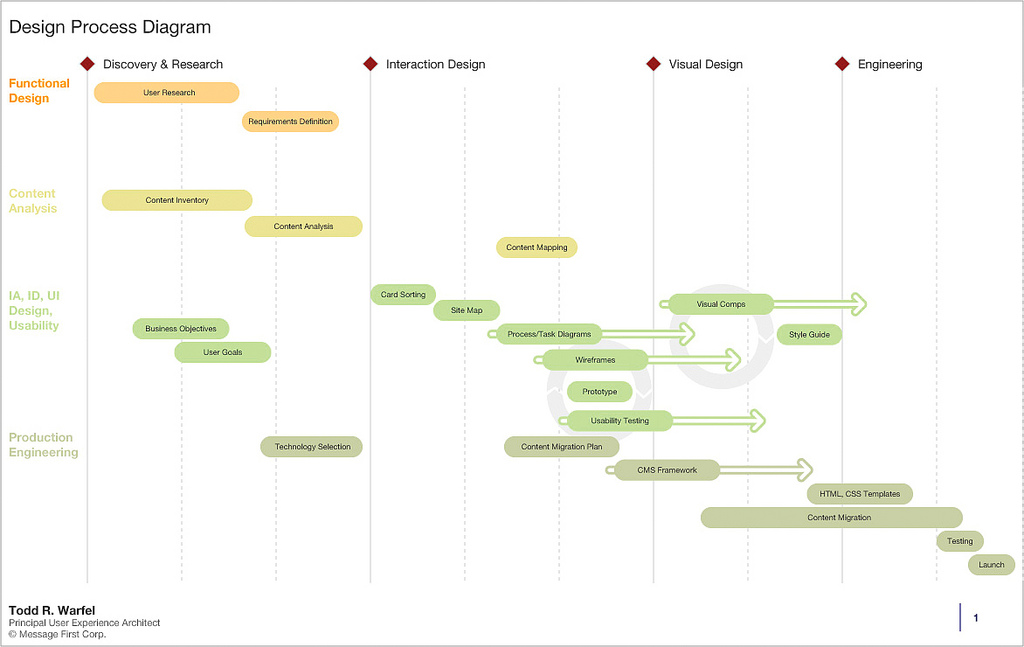 Design Process Diagram
Discovery & Research
Interaction Design
Visual Design
Engineering
Functional
Design
User Research
Requirements Definition
Content
Analysis
Content Inventory
Content Analysis
Content Mapping
IA, ID, UI
Design,
Usability
Card Sorting
Site Map
Visual Comps
Business Objectives
Process/Task Diagrams
Style Guide
User Goals
Wireframes
Prototype
Usability Testing
Production
Engineering
Technology Selection
Content Migration Plan
CMS Framework
HTML, CSS Templates
Content Migration
Testing
Launch
Todd R. Warfel
Principal User Experience Architect
© Message First Corp.
1